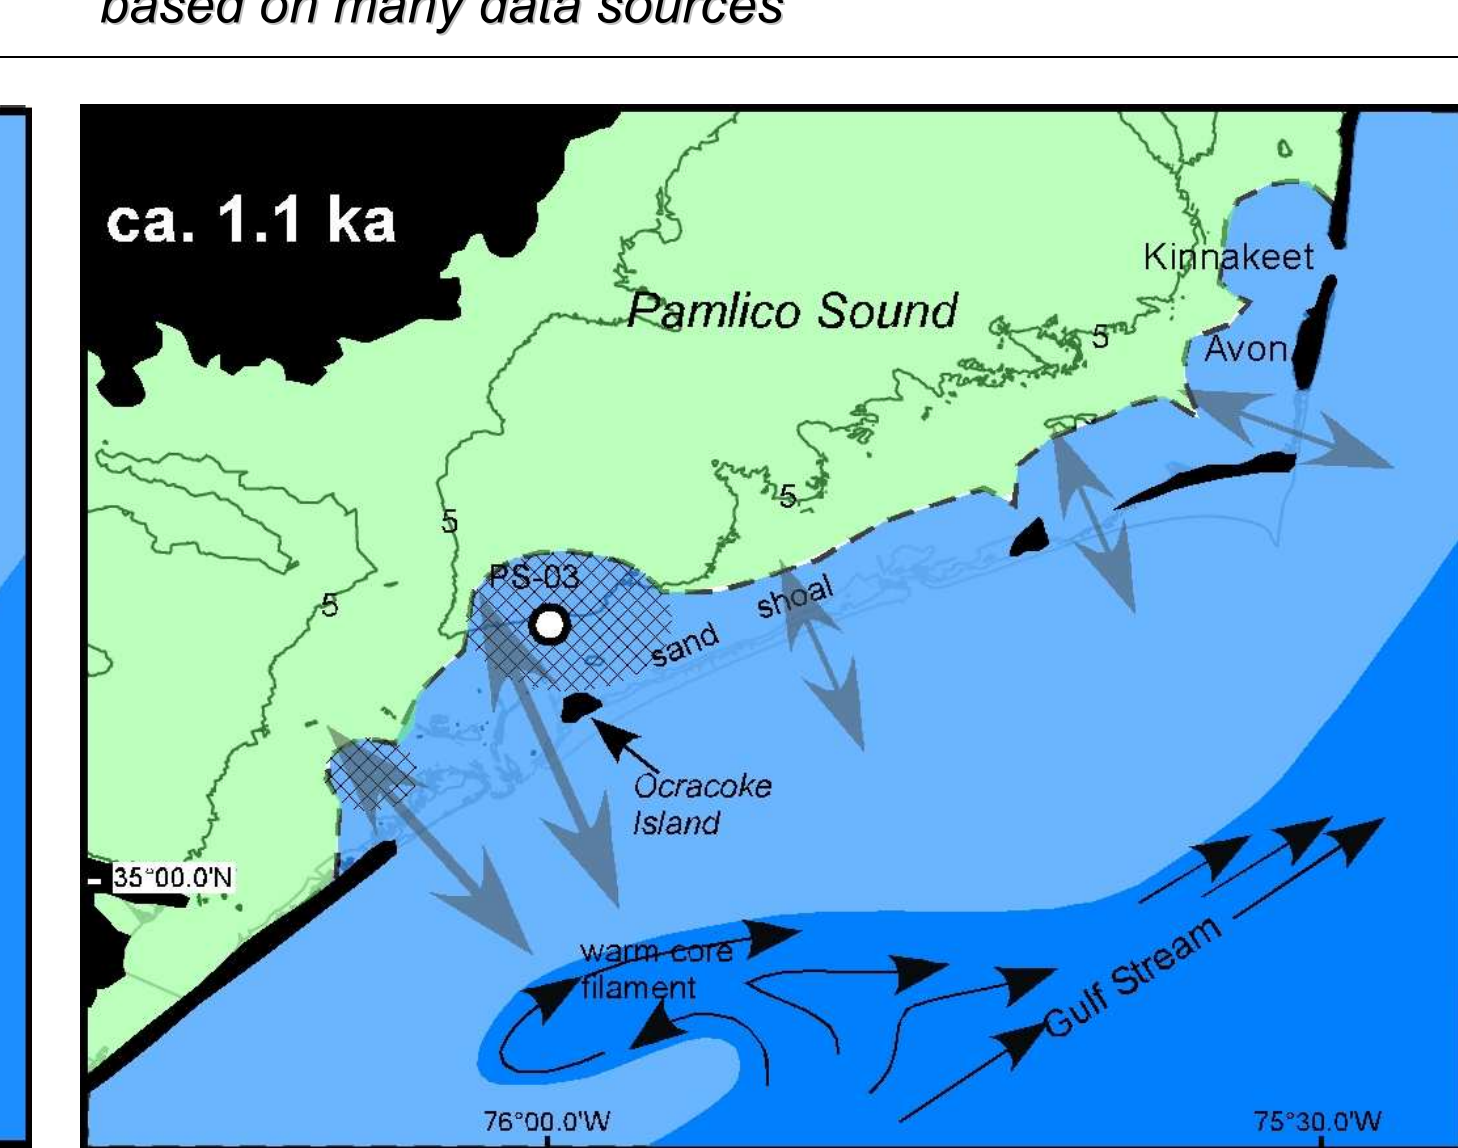 based on many data sources
ca. 1.1 ka
Kinnakeet
Pamlico Sound
5
Avon
5
5
PS-03
5
sand shoal
Ocracoke
Island
35°00.0'N
warm core
filament
Gulf Stream
76°00.0'W
75°30.0'W